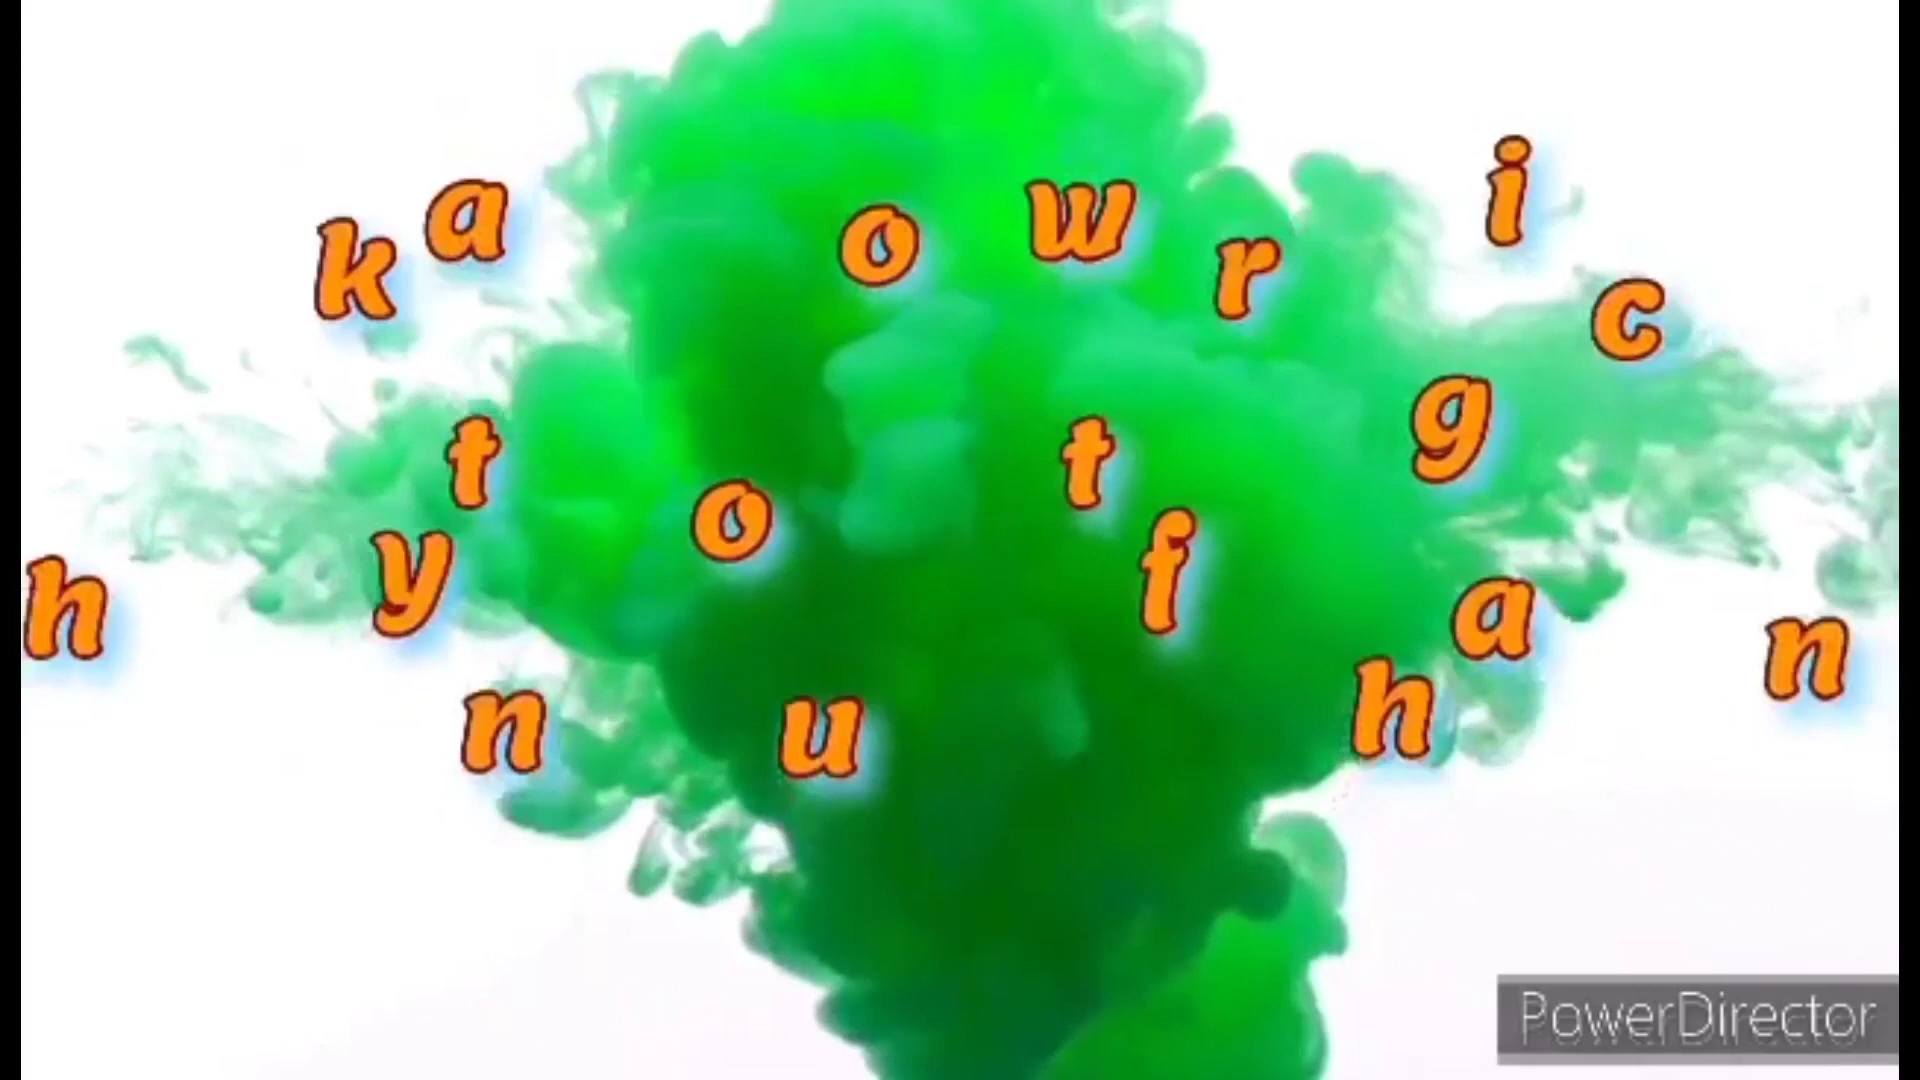 k a o w r i c
t o t g
h y f a n
n u h
PowerDirector